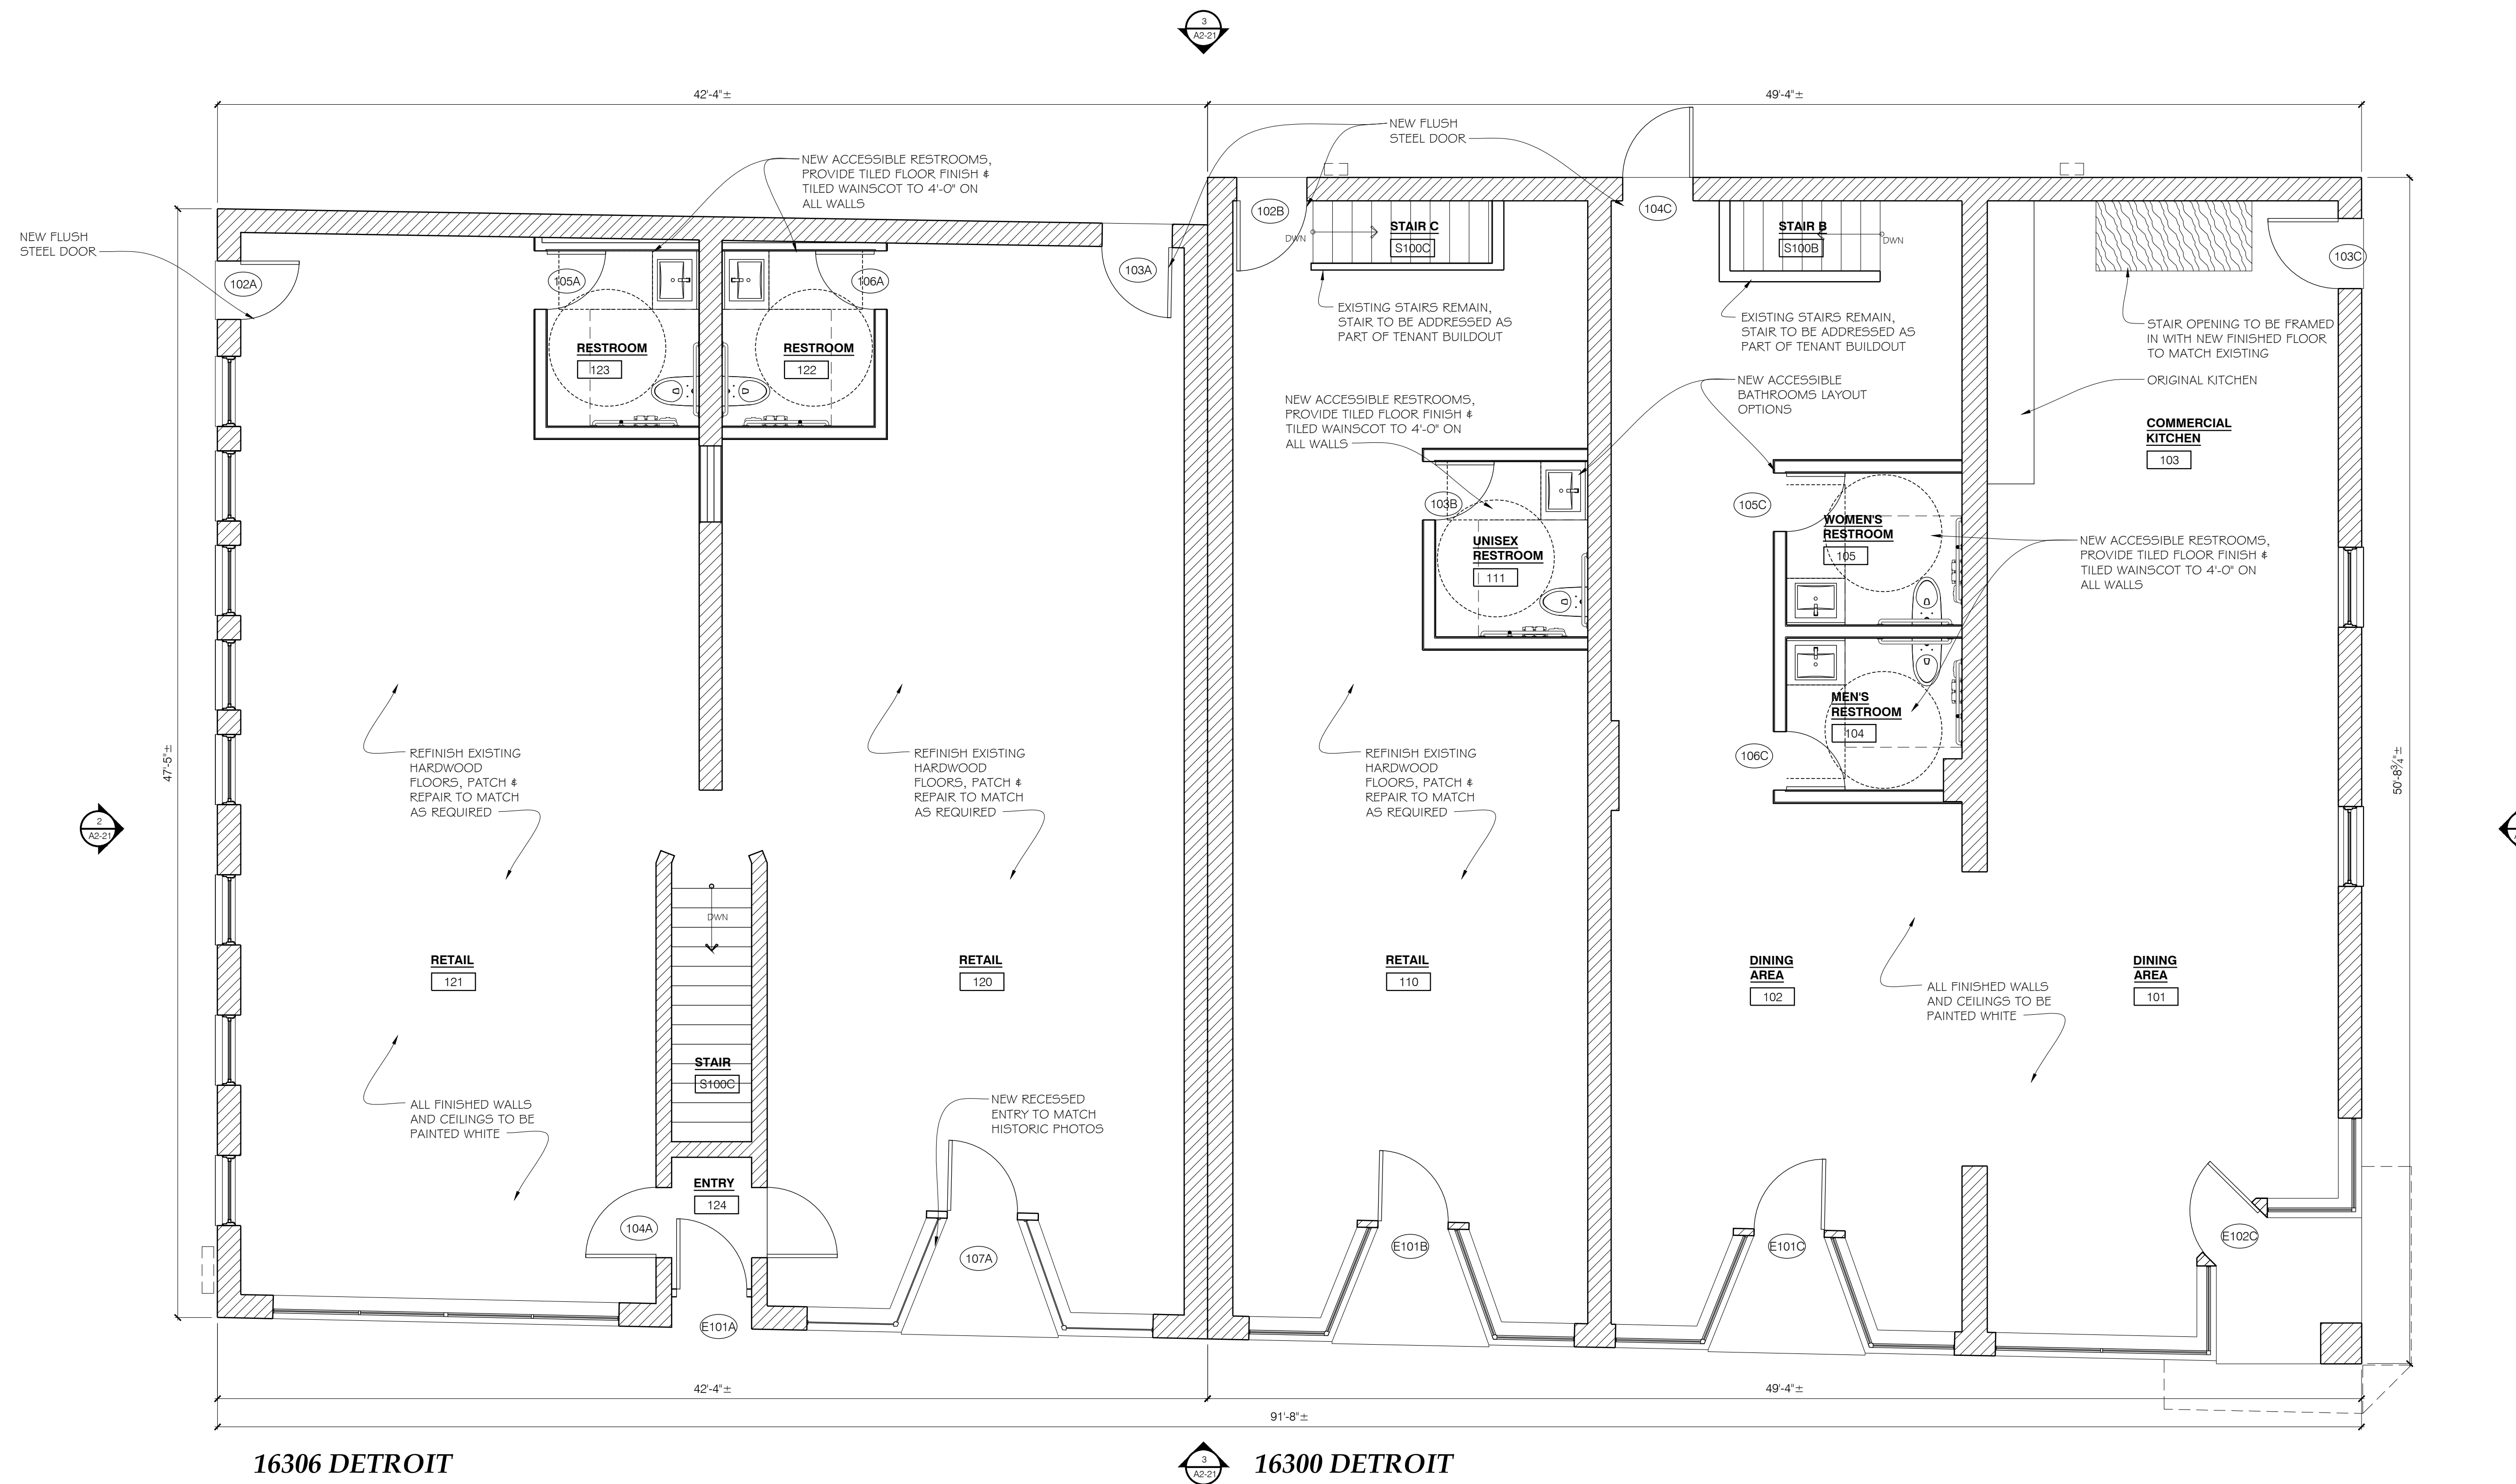 3
A2-21
42'-4"±
49'-4"±
NEW FLUSH
STEEL DOOR
NEW ACCESSIBLE RESTROOMS,
PROVIDE TILED FLOOR FINISH &
TILED WAINSCOT TO 4'-0" ON
ALL WALLS
NEW FLUSH
STEEL DOOR
102A
105A
106A
103A
102B
DWN
STAIR C
S100C
104C
STAIR B
S100B
DWN
103C
EXISTING STAIRS REMAIN,
STAIR TO BE ADDRESSED AS
PART OF TENANT BUILDOUT
EXISTING STAIRS REMAIN,
STAIR TO BE ADDRESSED AS
PART OF TENANT BUILDOUT
STAIR OPENING TO BE FRAMED
IN WITH NEW FINISHED FLOOR
TO MATCH EXISTING
ORIGINAL KITCHEN
RESTROOM
123
RESTROOM
122
NEW ACCESSIBLE
BATHROOMS LAYOUT
OPTIONS
NEW ACCESSIBLE RESTROOMS,
PROVIDE TILED FLOOR FINISH &
TILED WAINSCOT TO 4'-0" ON
ALL WALLS
COMMERCIAL
KITCHEN
103
103B
105C
UNISEX
RESTROOM
111
WOMEN'S
RESTROOM
105
NEW ACCESSIBLE RESTROOMS,
PROVIDE TILED FLOOR FINISH &
TILED WAINSCOT TO 4'-0" ON
ALL WALLS
MEN'S
RESTROOM
104
106C
47'-5"±
50'-8¾"±
REFINISH EXISTING
HARDWOOD
FLOORS, PATCH &
REPAIR TO MATCH
AS REQUIRED
REFINISH EXISTING
HARDWOOD
FLOORS, PATCH &
REPAIR TO MATCH
AS REQUIRED
REFINISH EXISTING
HARDWOOD
FLOORS, PATCH &
REPAIR TO MATCH
AS REQUIRED
2
A2-21
DWN
RETAIL
121
RETAIL
120
RETAIL
110
DINING
AREA
102
DINING
AREA
101
ALL FINISHED WALLS
AND CEILINGS TO BE
PAINTED WHITE
STAIR
S100C
ALL FINISHED WALLS
AND CEILINGS TO BE
PAINTED WHITE
NEW RECESSED
ENTRY TO MATCH
HISTORIC PHOTOS
ENTRY
124
104A
107A
E101B
E101C
E102C
E101A
42'-4"±
49'-4"±
91'-8"±
16306 DETROIT
3
A2-21
16300 DETROIT